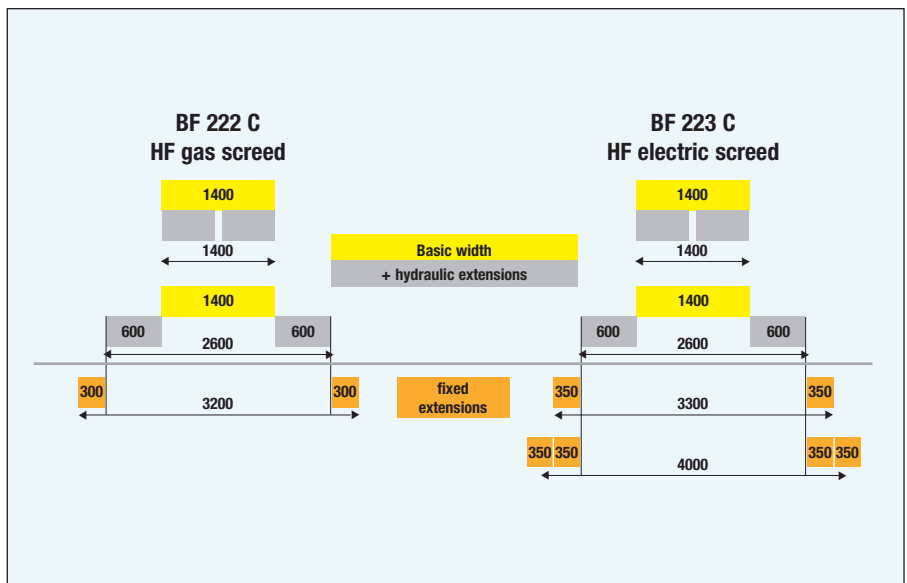 BF 222 C
HF gas screed
BF 223 C
HF electric screed
1400
1400
1400
1400
Basic width
+ hydraulic extensions
1400
1400
600
600
600
600
2600
2600
300
300
fixed
extensions
350
350
3200
3300
350 350
350 350
4000